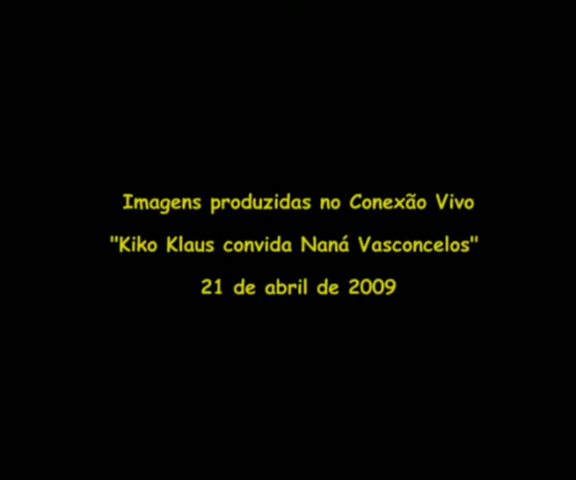 Imagens produzidas no Conexão Vivo
"Kiko Klaus convida Naná Vasconcelos"
21 de abril de 2009